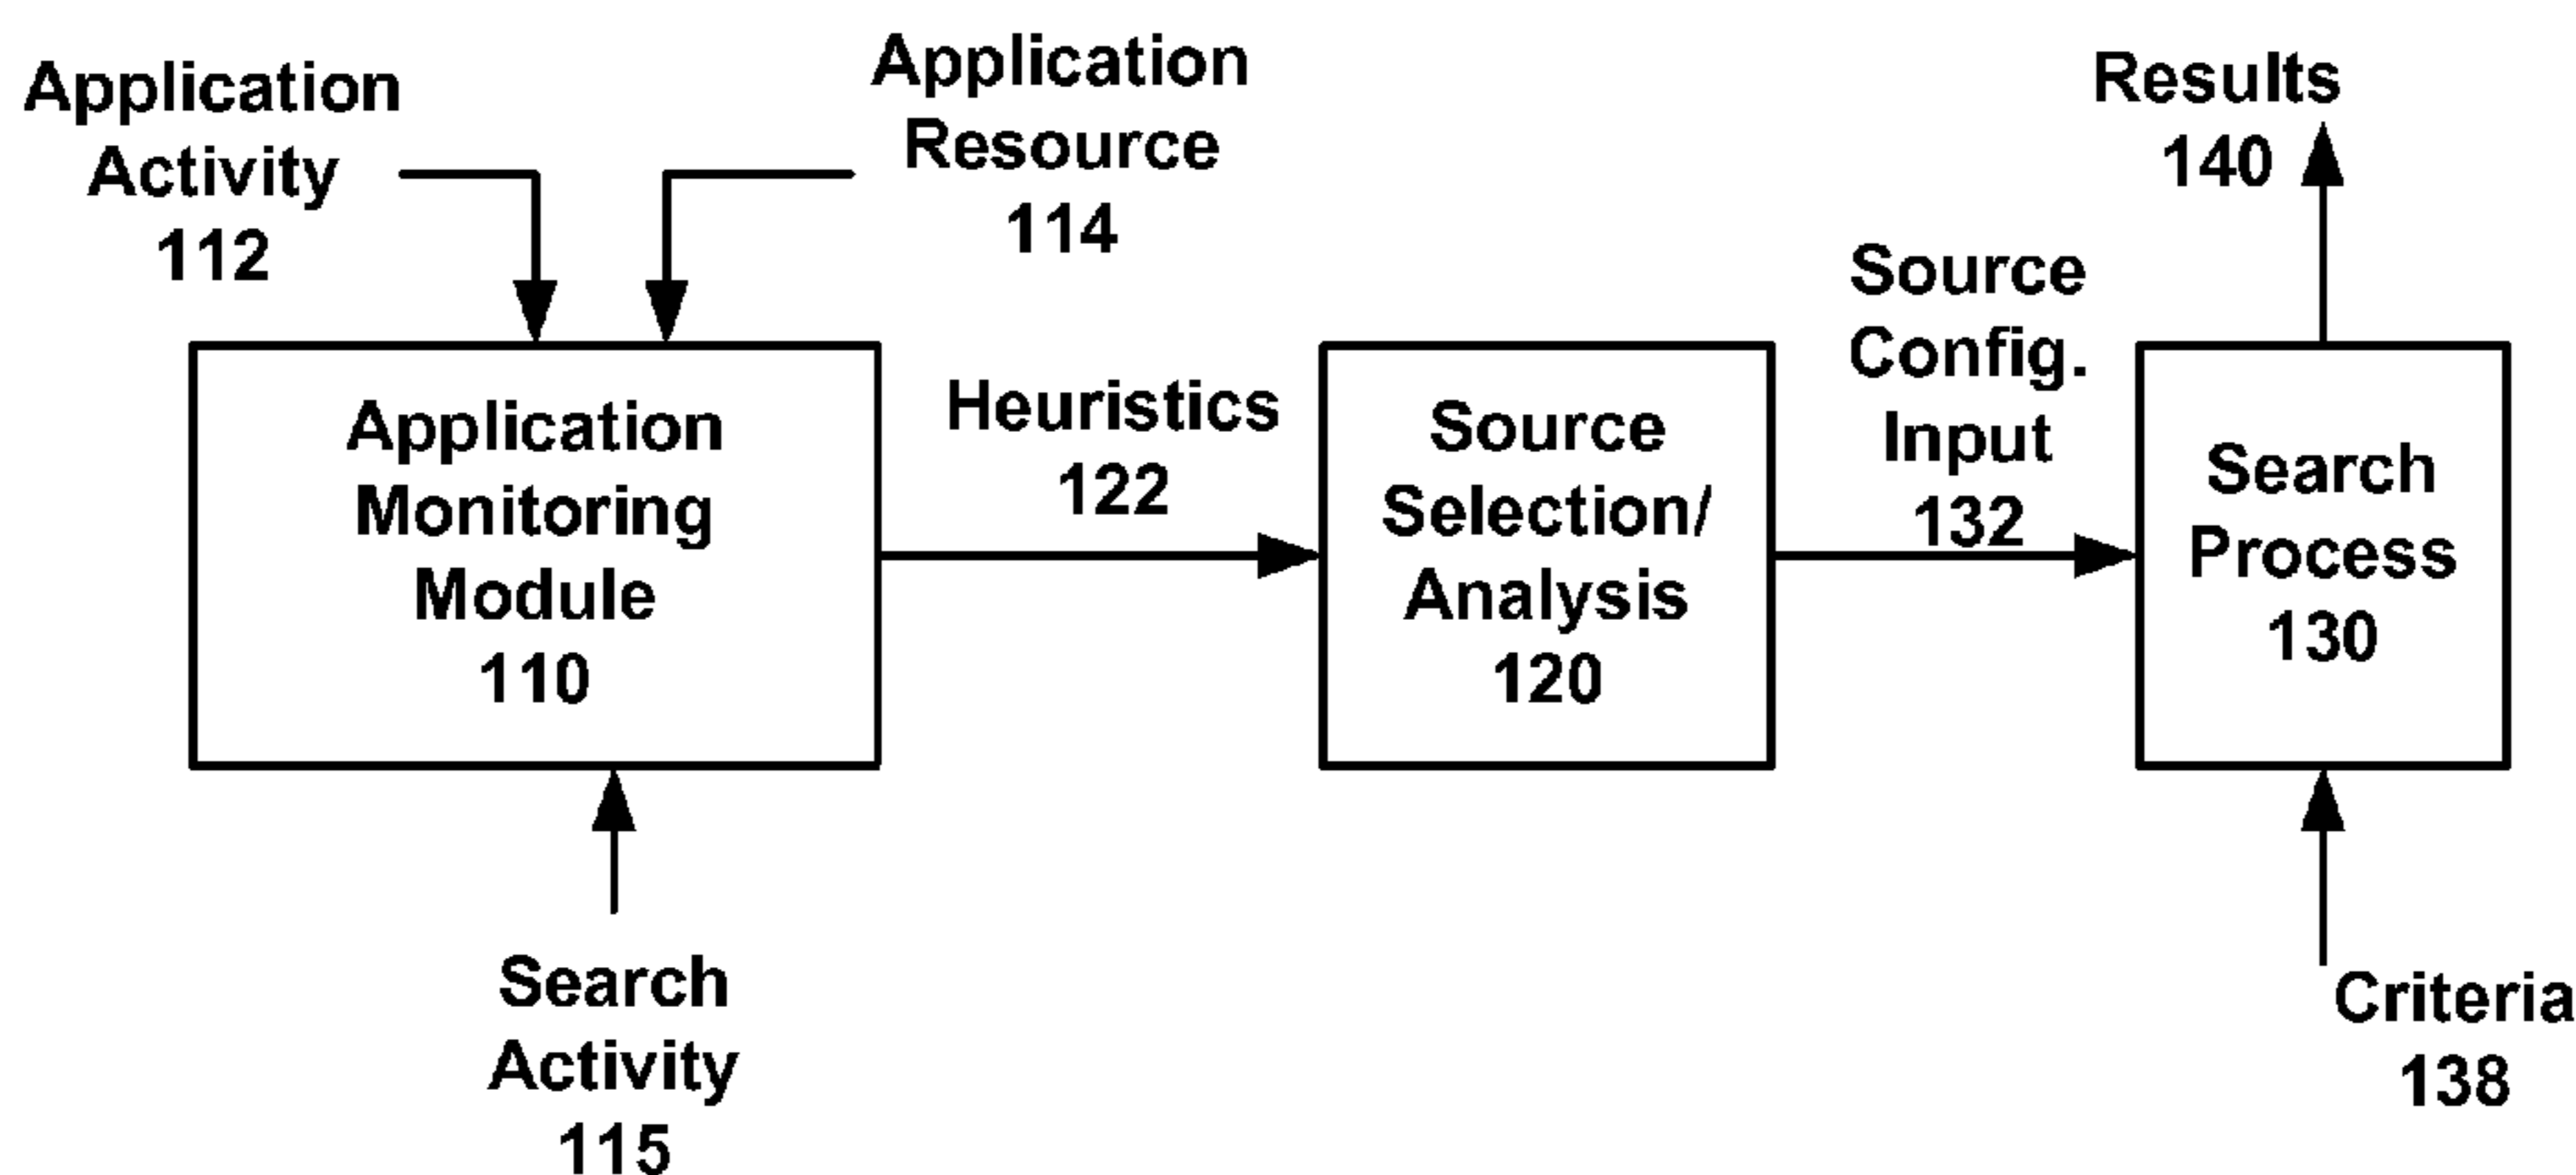 Application
Activity
112
Application
Resource
114
Results
140
Application
Monitoring
Module
110
Heuristics
122
Source
Selection/
Analysis
120
Source
Config.
Input
132
Search
Process
130
Search
Activity
115
Criteria
138